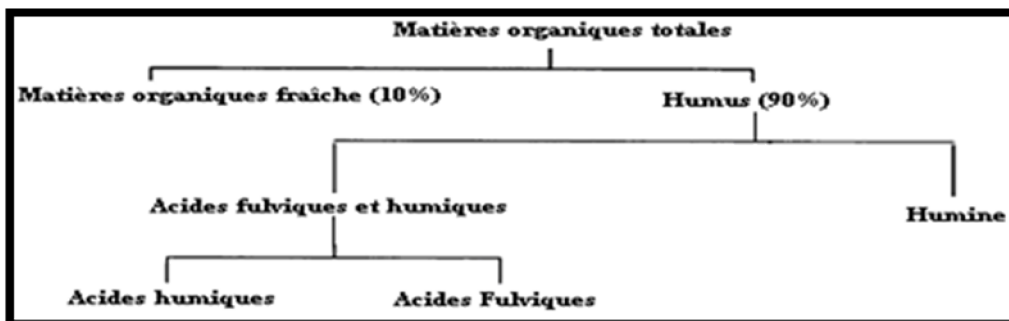 Matières organiques totales
Matières organiques fraîche (10%)
Humus (90%)
Acides fulviques et humiques
Humine
Acides humiques
Acides Fulviques